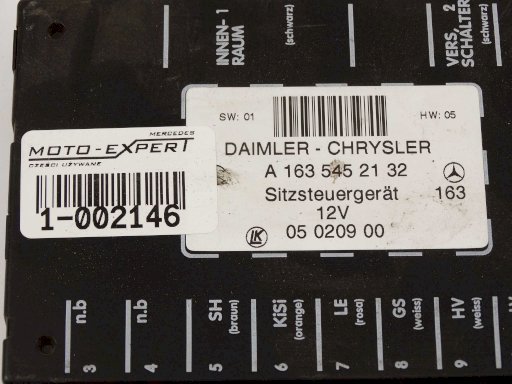 INNEN- 1
RAUM
(schwarz)
VERS. 2
SCHÄLTER
(schwarz)
SW: 01
HW: 05
DAIMLER - CHRYSLER
A 163 545 21 32
Sitzsteuergerät 163
12V
LK 05 0209 00
MERCEDES
MOTO-EXPERT
CZĘŚCI UŻYWANE
1-002146
3 n.b
4 n.b
5 SH (braun)
6 KiSi (orange)
7 LE (rosa)
8 GS (weiss)
9 HV (weiss)